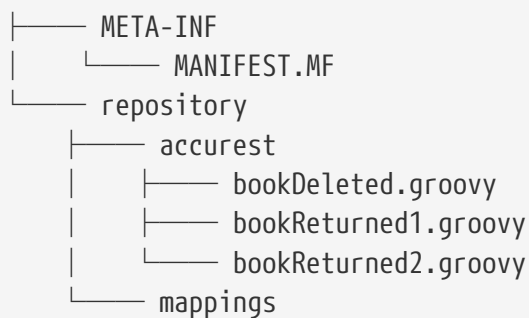 ├── META-INF
│   └── MANIFEST.MF
└── repository
    ├── accurest
    │   ├── bookDeleted.groovy
    │   ├── bookReturned1.groovy
    │   └── bookReturned2.groovy
    └── mappings